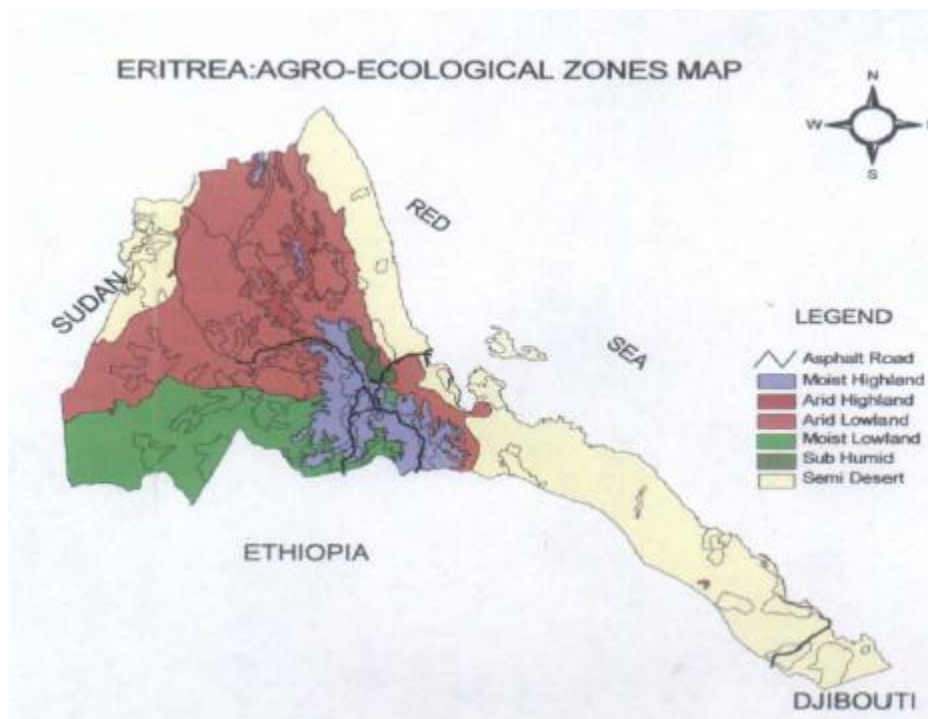 ERITREA:AGRO-ECOLOGICAL ZONES MAP
N
W
S
RED
SEA
SUDAN
LEGEND
Asphalt Road
Moist Highland
Arid Highland
Arid Lowland
Moist Lowland
Sub Humid
Semi Desert
ETHIOPIA
DJIBOUTI